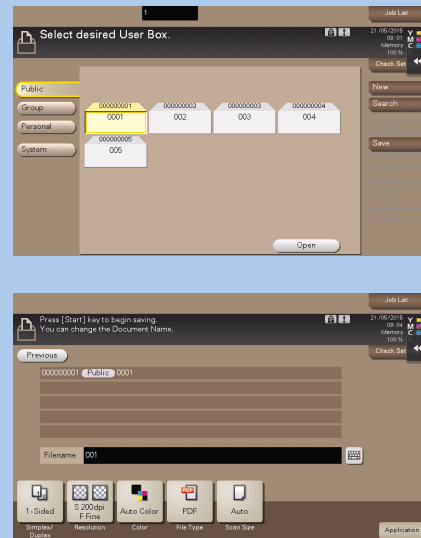 1
Job List
Select desired User Box.
21/05/2015
09:01
Memory
100 %
Y
M
C
Check Set
Public
Group
Personal
System
000000001
0001
000000002
002
000000003
003
000000004
004
000000005
005
New
Search
Save
Open
Job List
Press [Start] key to begin saving.
You can change the Document Name.
21/05/2015
09:04
Memory
100 %
Y
M
C
Check Set
Previous
000000001 Public 0001
Filename 001
1-Sided
S 200dpi
F Fine
Auto Color
PDF
PDF
Auto
Simplex/
Duplex
Resolution
Color
File Type
Scan Size
Application